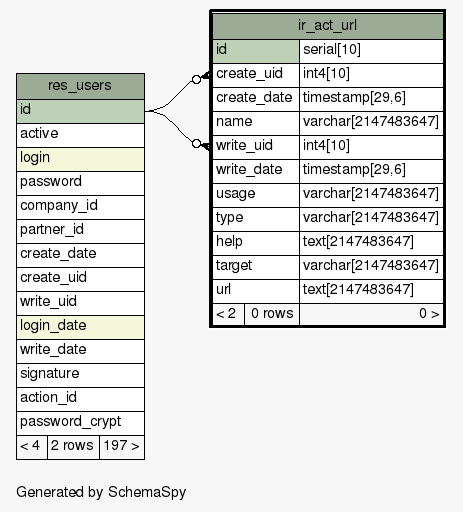 res_users
id
active
login
password
company_id
partner_id
create_date
create_uid
write_uid
login_date
write_date
signature
action_id
password_crypt
< 4 2 rows 197 >
ir_act_url
id serial[10]
create_uid int4[10]
create_date timestamp[29,6]
name varchar[2147483647]
write_uid int4[10]
write_date timestamp[29,6]
usage varchar[2147483647]
type varchar[2147483647]
help text[2147483647]
target varchar[2147483647]
url text[2147483647]
< 2 0 rows 0 >
Generated by SchemaSpy